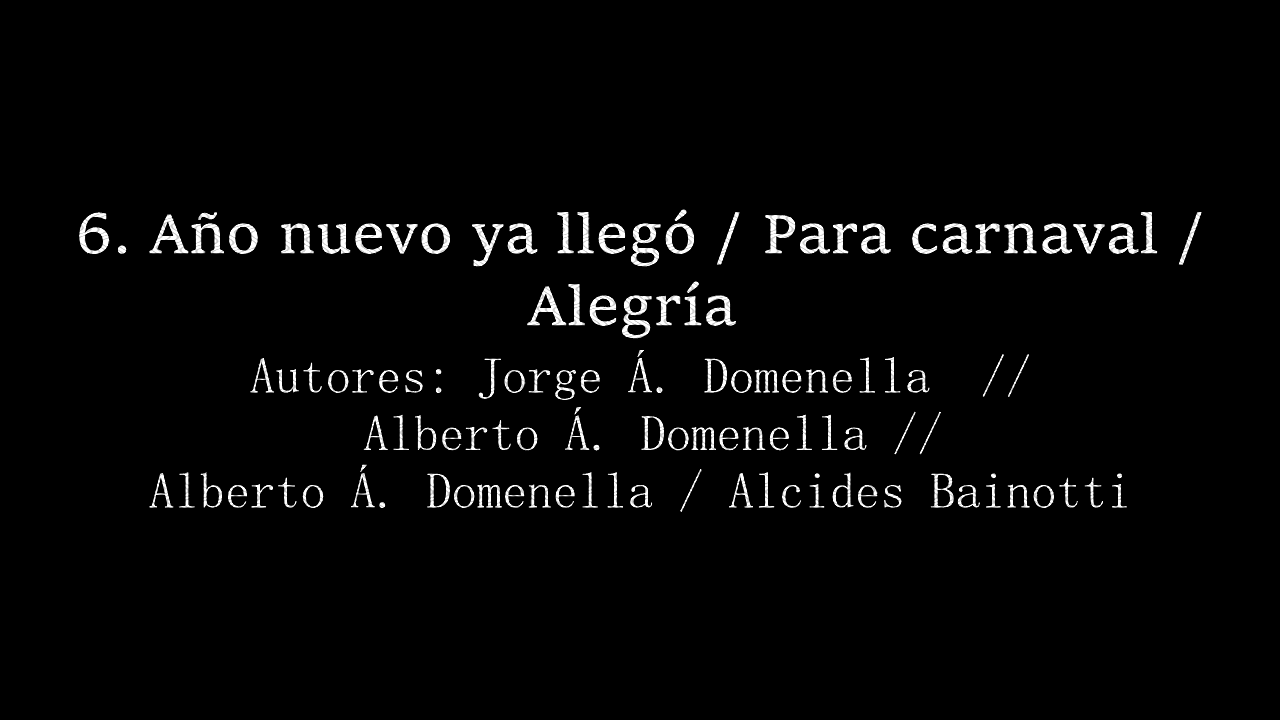 6. Año nuevo ya llegó / Para carnaval /
Alegría
Autores: Jorge Á. Domenella //
Alberto Á. Domenella //
Alberto Á. Domenella / Alcides Bainotti